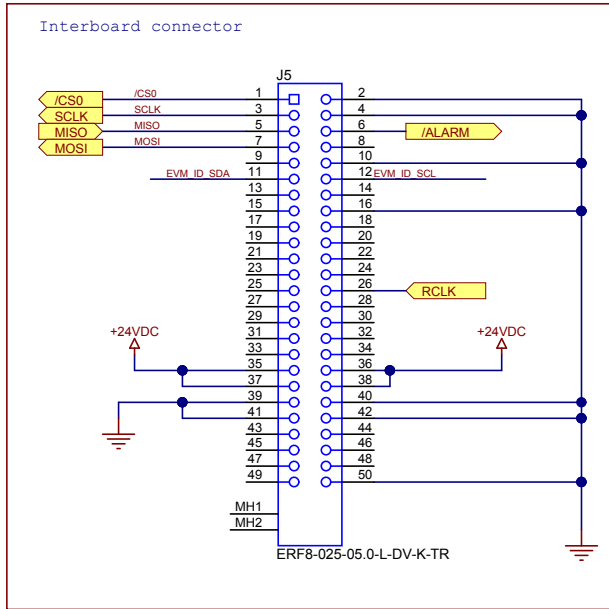 Interboard connector
J5
/CS0 /CS0 1 2
SCLK SCLK 3 4
MISO MISO 5 6 /ALARM
MOSI MOSI 7 8
9 10
EVM_ID_SDA 11 12 EVM_ID_SCL
13 14
15 16
17 18
19 20
21 22
23 24
25 26 RCLK
27 28
29 30
31 32
+24VDC +24VDC
33 34
35 36
37 38
39 40
41 42
43 44
45 46
47 48
49 50
MH1
MH2
ERF8-025-05.0-L-DV-K-TR